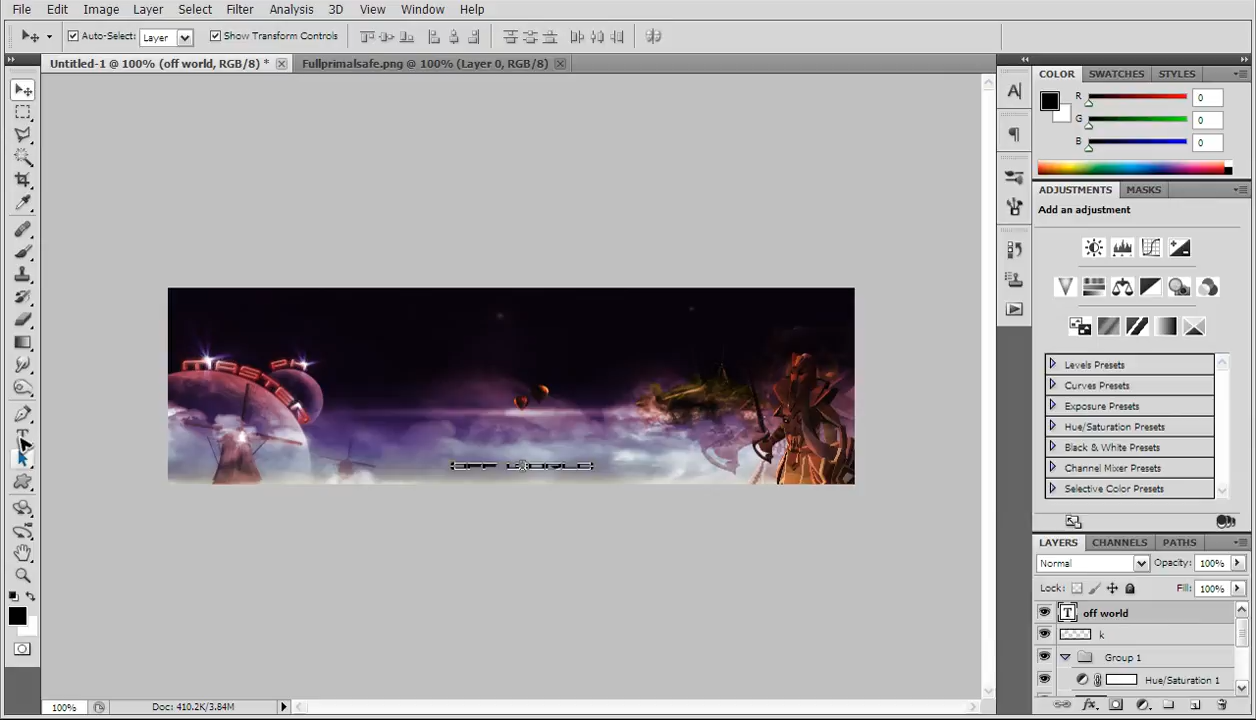 File Edit Image Layer Select Filter Analysis 3D View Window Help
Auto-Select: Layer Show Transform Controls
Untitled-1 @ 100% (off world, RGB/8) * Fullprimalsafe.png @ 100% (Layer 0, RGB/8)
COLOR SWATCHES STYLES
R 0
G 0
B 0
ADJUSTMENTS MASKS
Add an adjustment
MASTER
Levels Presets
Curves Presets
Exposure Presets
Hue/Saturation Presets
Black & White Presets
Channel Mixer Presets
Selective Color Presets
OFF WORLD
LAYERS CHANNELS PATHS
Normal Opacity: 100%
Lock: Fill: 100%
T off world
k
Group 1
Hue/Saturation 1
100% Doc: 410.2K/3.84M